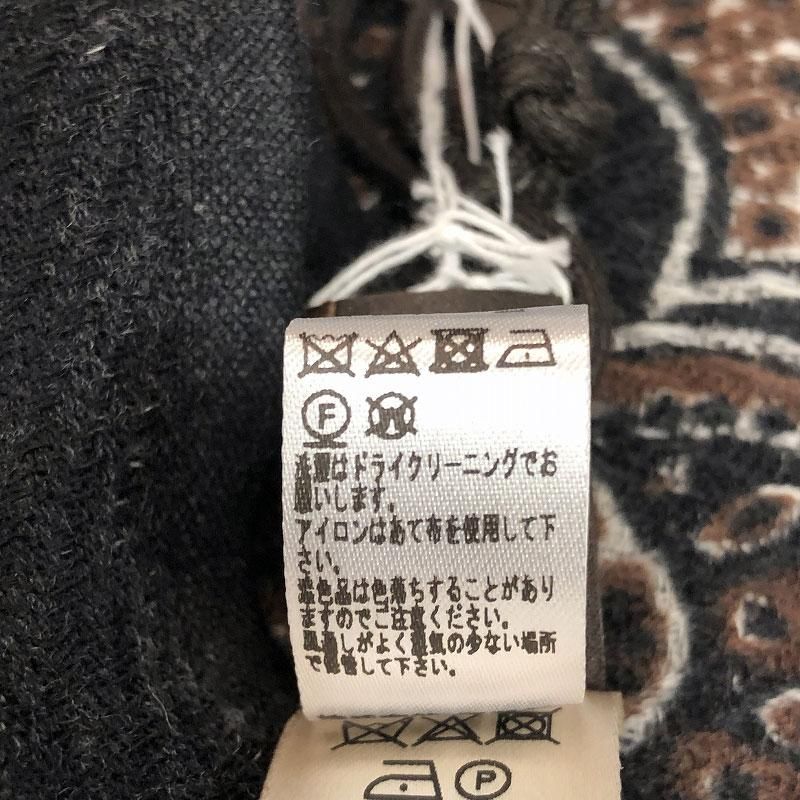 F W
洗濯はドライクリーニングでお
願いします。
アイロンはあて布を使用して下
さい。
濃色品は色落ちすることがあり
ますのでご注意ください。
風通しがよく湿気の少ない場所
で保管して下さい。
P